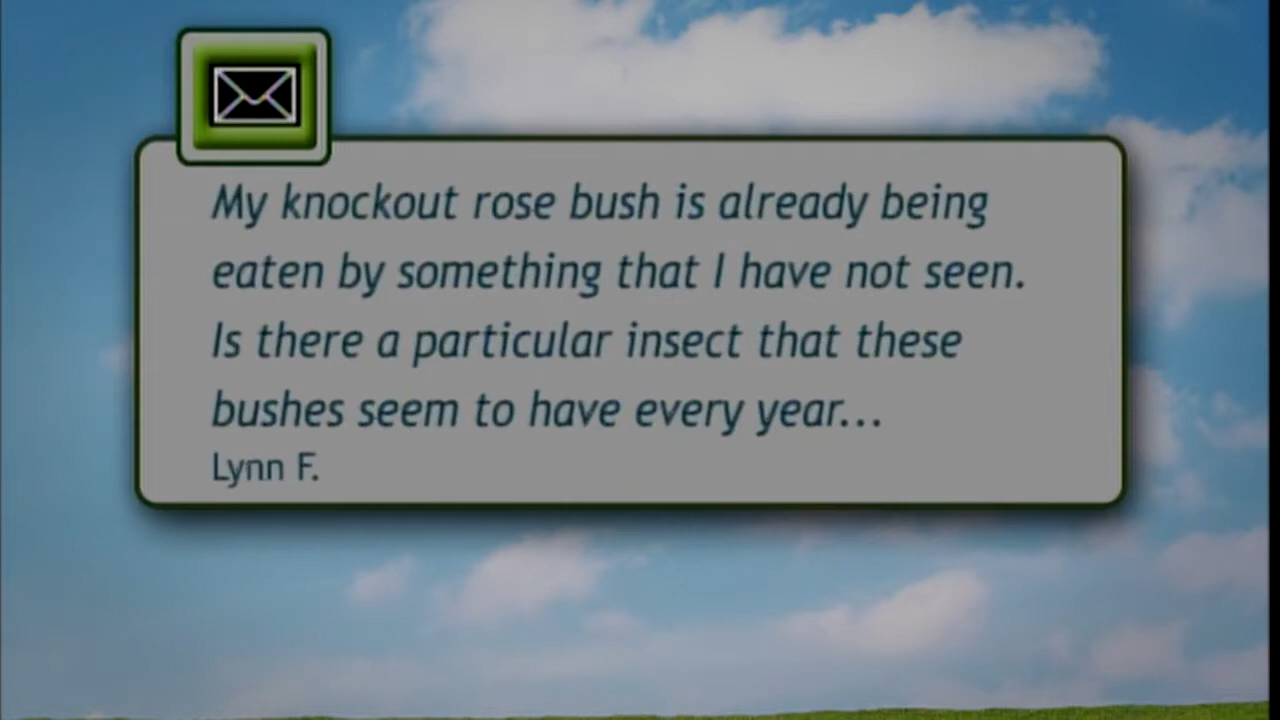 My knockout rose bush is already being
eaten by something that I have not seen.
Is there a particular insect that these
bushes seem to have every year...
Lynn F.